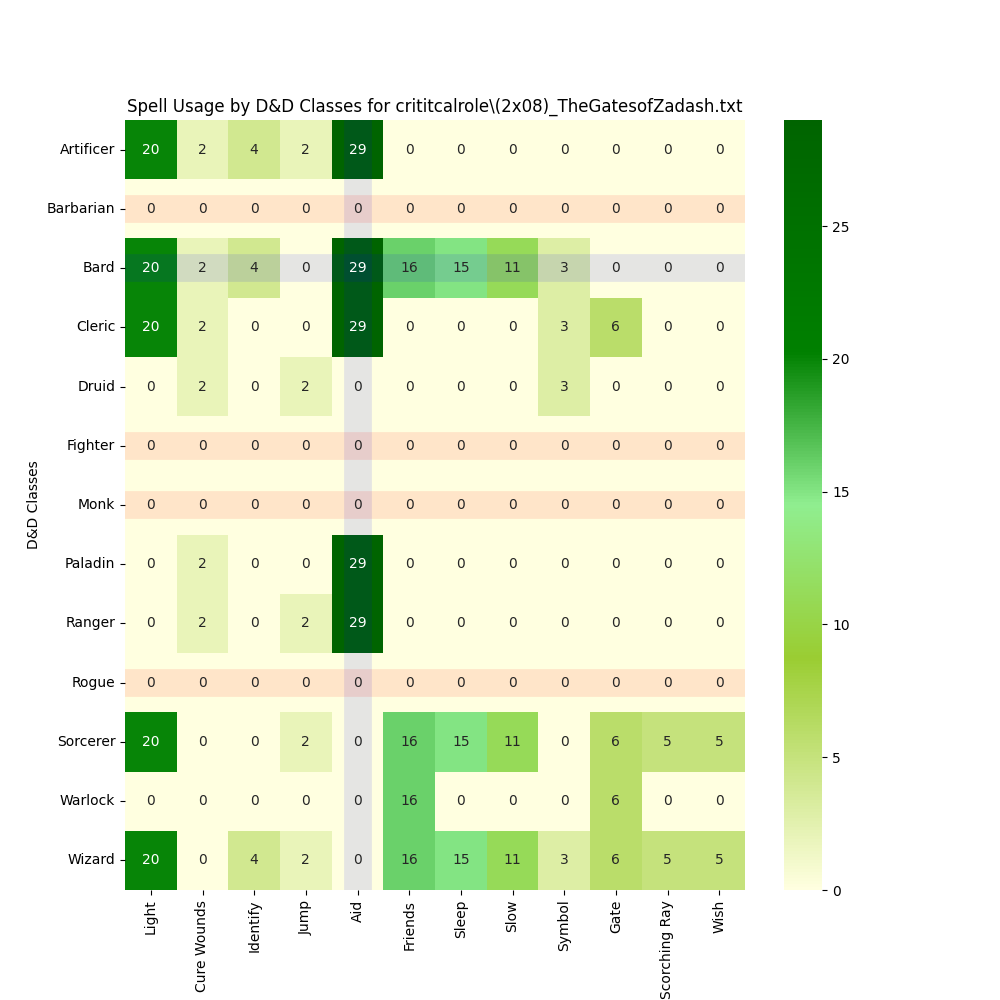 Spell Usage by D&D Classes for crititcalrole\(2x08)_TheGatesofZadash.txt
D&D Classes
Artificer 20 2 4 2 29 0 0 0 0 0 0 0
Barbarian 0 0 0 0 0 0 0 0 0 0 0 0
Bard 20 2 4 0 29 16 15 11 3 0 0 0
Cleric 20 2 0 0 29 0 0 0 3 6 0 0
Druid 0 2 0 2 0 0 0 0 3 0 0 0
Fighter 0 0 0 0 0 0 0 0 0 0 0 0
Monk 0 0 0 0 0 0 0 0 0 0 0 0
Paladin 0 2 0 0 29 0 0 0 0 0 0 0
Ranger 0 2 0 2 29 0 0 0 0 0 0 0
Rogue 0 0 0 0 0 0 0 0 0 0 0 0
Sorcerer 20 0 0 2 0 16 15 11 0 6 5 5
Warlock 0 0 0 0 0 16 0 0 0 6 0 0
Wizard 20 0 4 2 0 16 15 11 3 6 5 5
Light
Cure Wounds
Identify
Jump
Aid
Friends
Sleep
Slow
Symbol
Gate
Scorching Ray
Wish
25
20
15
10
5
0